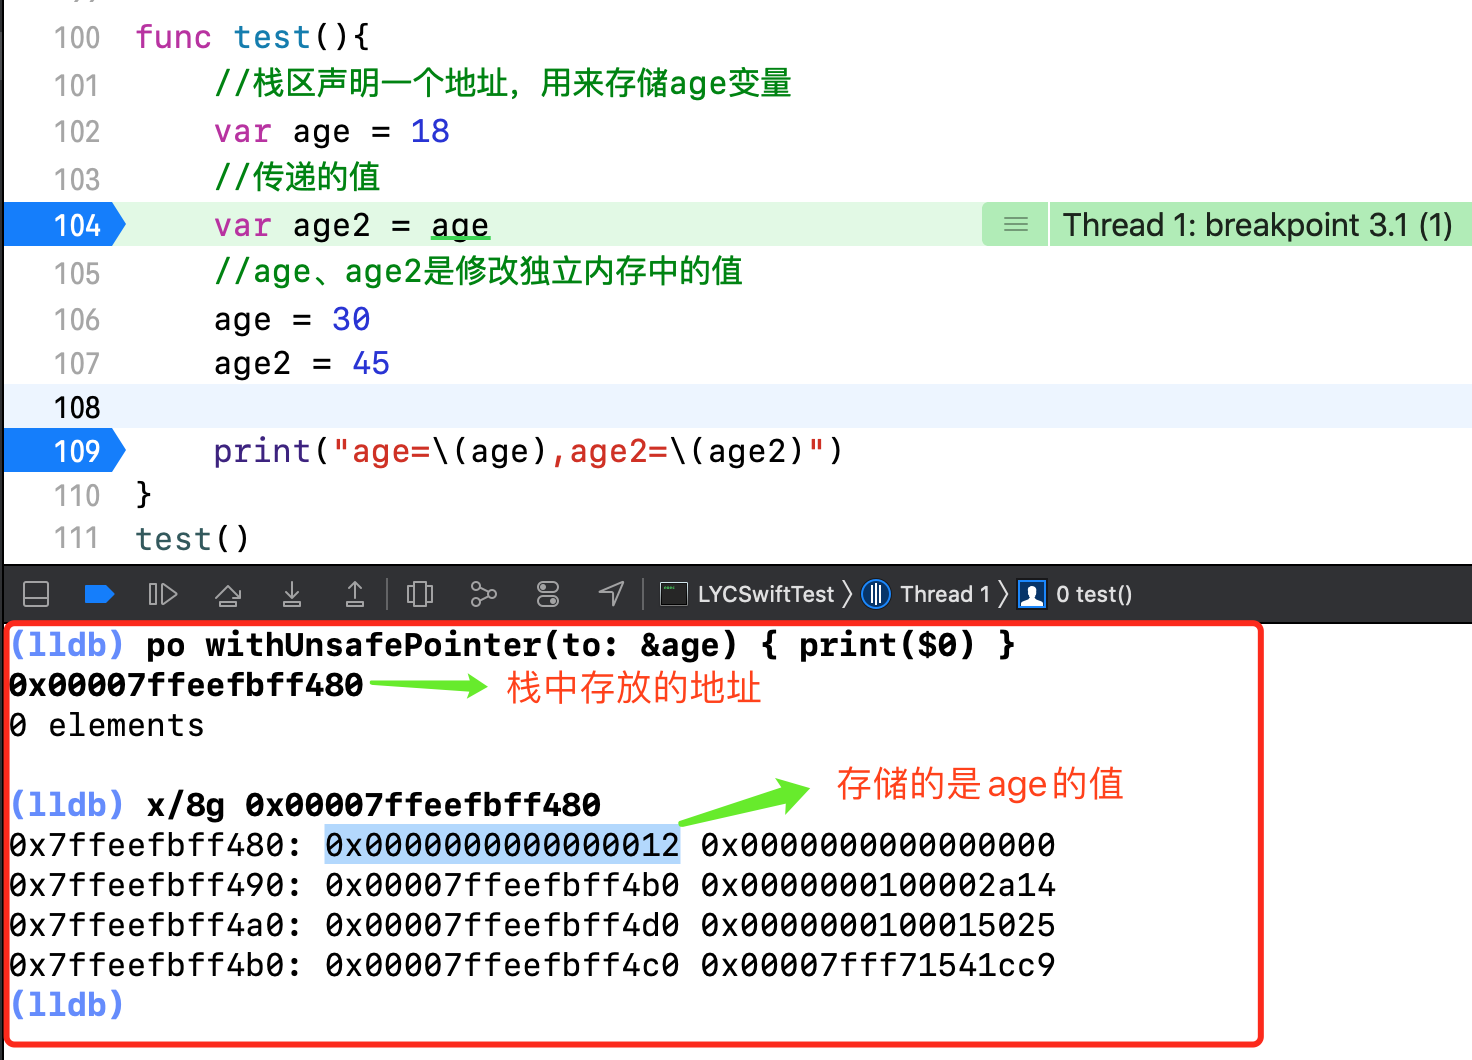 100 func test(){
101 //栈区声明一个地址，用来存储age变量
102 var age = 18
103 //传递的值
104 var age2 = age Thread 1: breakpoint 3.1 (1)
105 //age、age2是修改独立内存中的值
106 age = 30
107 age2 = 45
108
109 print("age=\(age),age2=\(age2)")
110 }
111 test()
LYCSwiftTest 〉 Thread 1 〉 0 test()
(lldb) po withUnsafePointer(to: &age) { print($0) }
0x00007ffeefbff480 栈中存放的地址
0 elements
存储的是age的值
(lldb) x/8g 0x00007ffeefbff480
0x7ffeefbff480: 0x0000000000000012 0x0000000000000000
0x7ffeefbff490: 0x00007ffeefbff4b0 0x0000000100002a14
0x7ffeefbff4a0: 0x00007ffeefbff4d0 0x0000000100015025
0x7ffeefbff4b0: 0x00007ffeefbff4c0 0x00007fff71541cc9
(lldb)